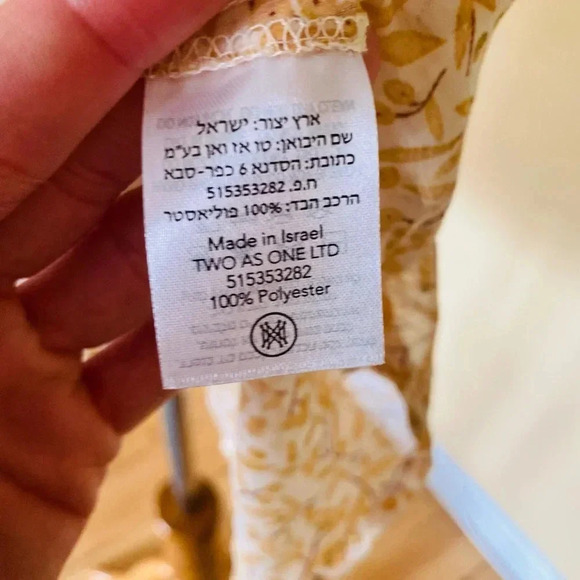 ארץ יצור: ישראל
שם היבואן: טו אז וואן בע"מ
כתובת: הסדנא 6 כפר-סבא
ח.פ. 515353282
הרכב הבד: 100% פוליאסטר
Made in Israel
TWO AS ONE LTD
515353282
100% Polyester